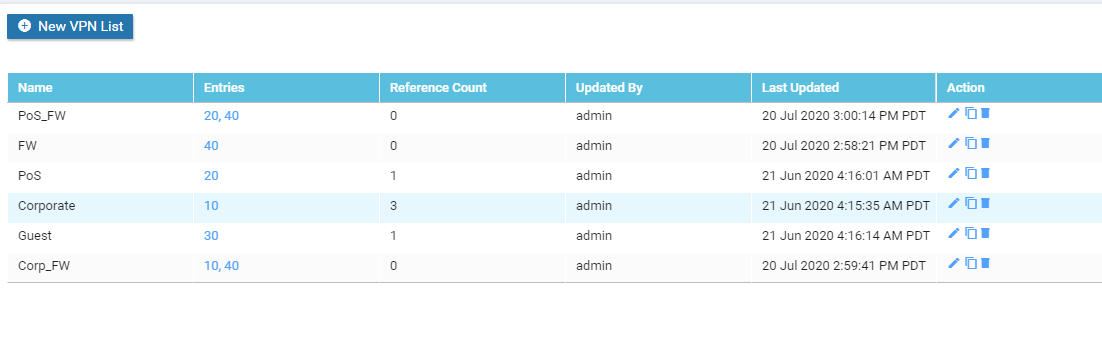 New VPN List
Name Entries Reference Count Updated By Last Updated Action
PoS_FW 20, 40 0 admin 20 Jul 2020 3:00:14 PM PDT
FW 40 0 admin 20 Jul 2020 2:58:21 PM PDT
PoS 20 1 admin 21 Jun 2020 4:16:01 AM PDT
Corporate 10 3 admin 21 Jun 2020 4:15:35 AM PDT
Guest 30 1 admin 21 Jun 2020 4:16:14 AM PDT
Corp_FW 10, 40 0 admin 20 Jul 2020 2:59:41 PM PDT